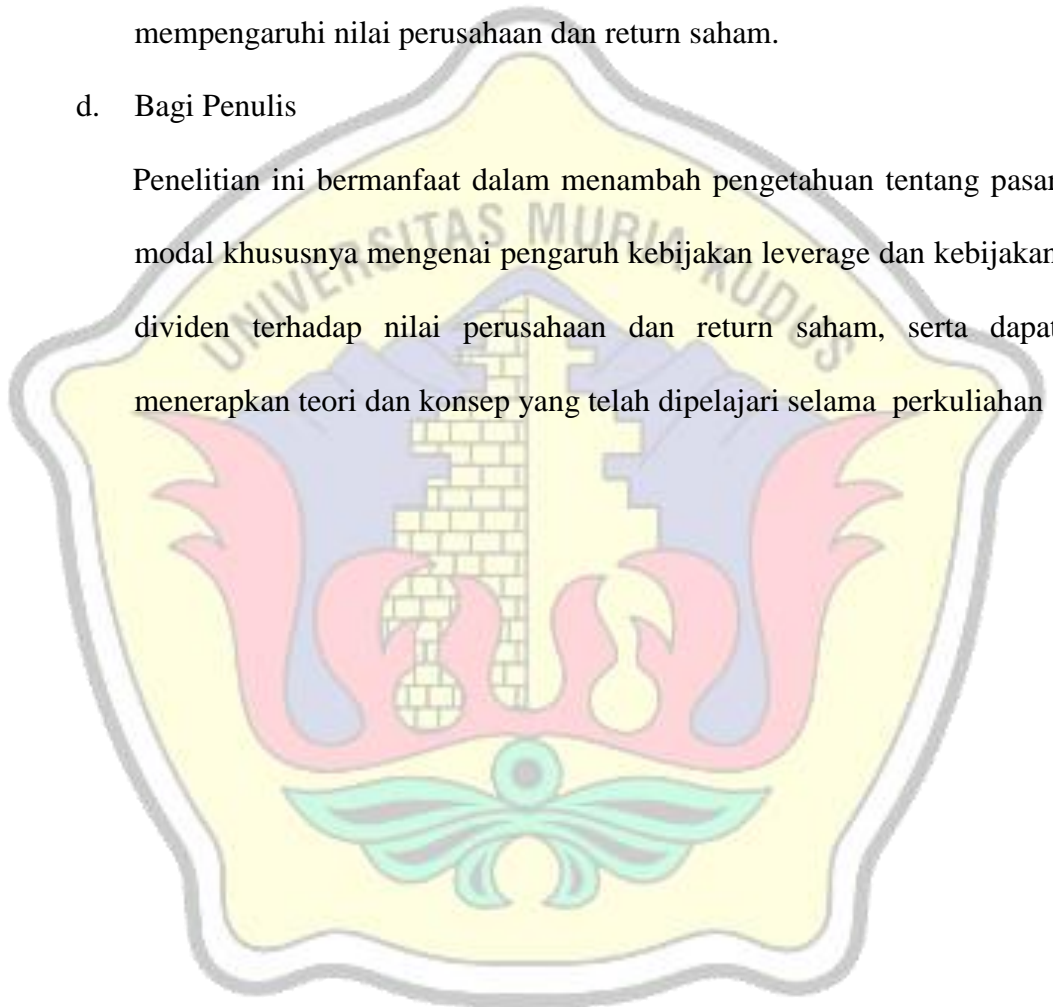 mempengaruhi nilai perusahaan dan return saham.
d. Bagi Penulis
Penelitian ini bermanfaat dalam menambah pengetahuan tentang pasar
modal khususnya mengenai pengaruh kebijakan leverage dan kebijakan
dividen terhadap nilai perusahaan dan return saham, serta dapat
menerapkan teori dan konsep yang telah dipelajari selama perkuliahan
UNIVERSITAS MURIA KUDUS